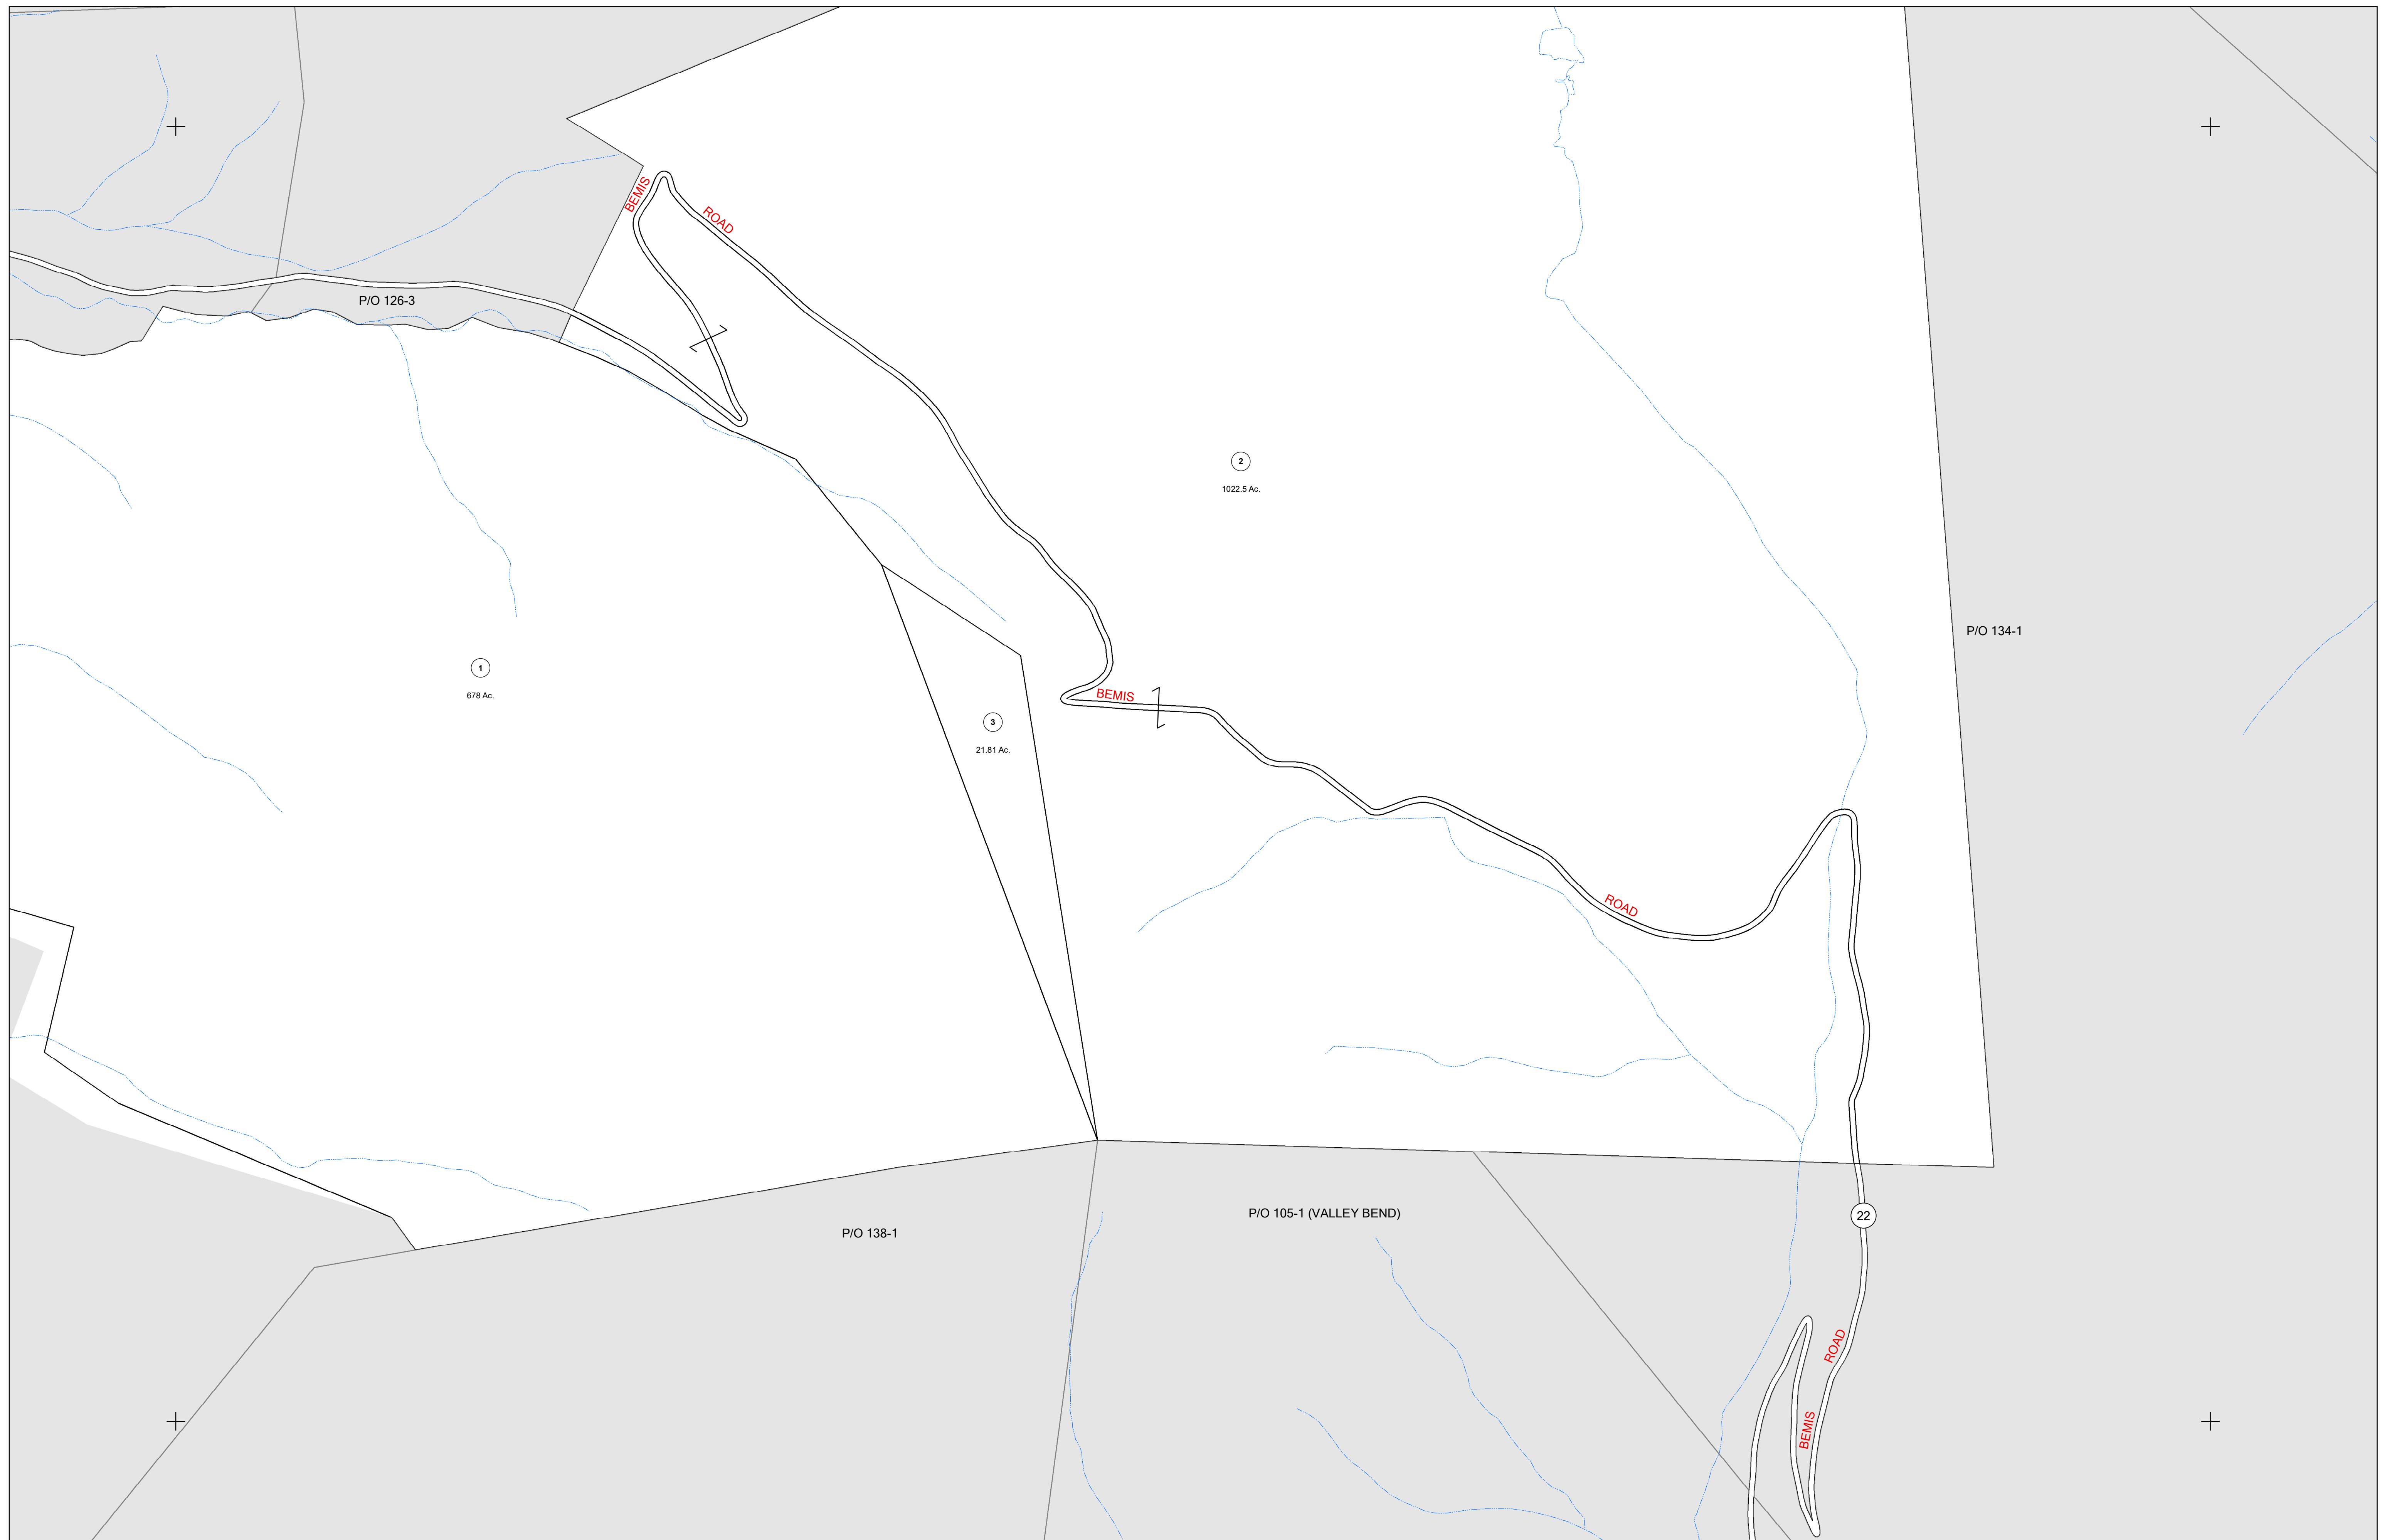 BEMIS
ROAD
P/O 126-3
2
1022.5 Ac.
P/O 134-1
1
678 Ac.
BEMIS
3
21.81 Ac.
ROAD
P/O 105-1 (VALLEY BEND)
22
P/O 138-1
ROAD
BEMIS